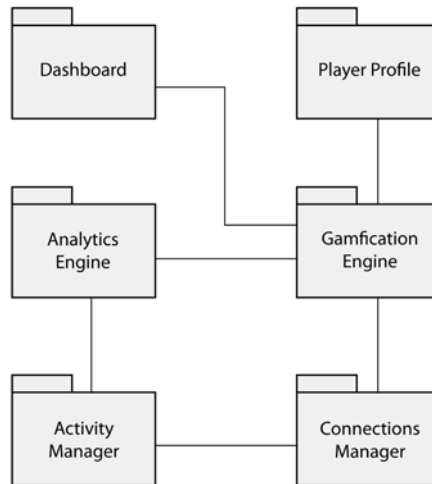 Dashboard
Player Profile
Analytics
Engine
Gamfication
Engine
Activity
Manager
Connections
Manager